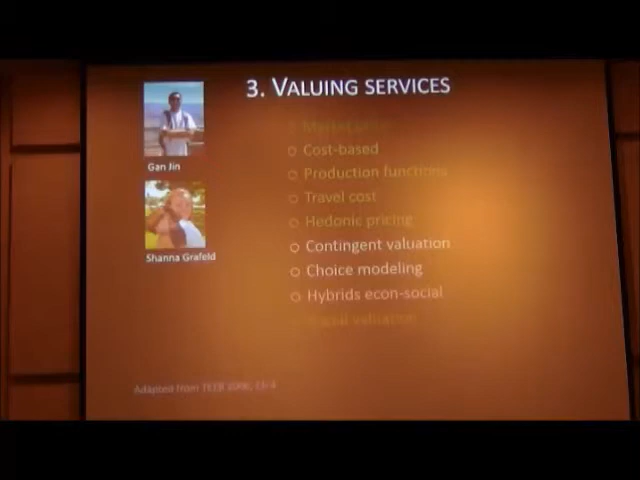 3. VALUING SERVICES
Gan Jin
Shanna Grafeld
Cost-based
Production functions
Travel cost
Hedonic pricing
Contingent valuation
Choice modeling
Hybrids econ-social
Adapted from TEEB